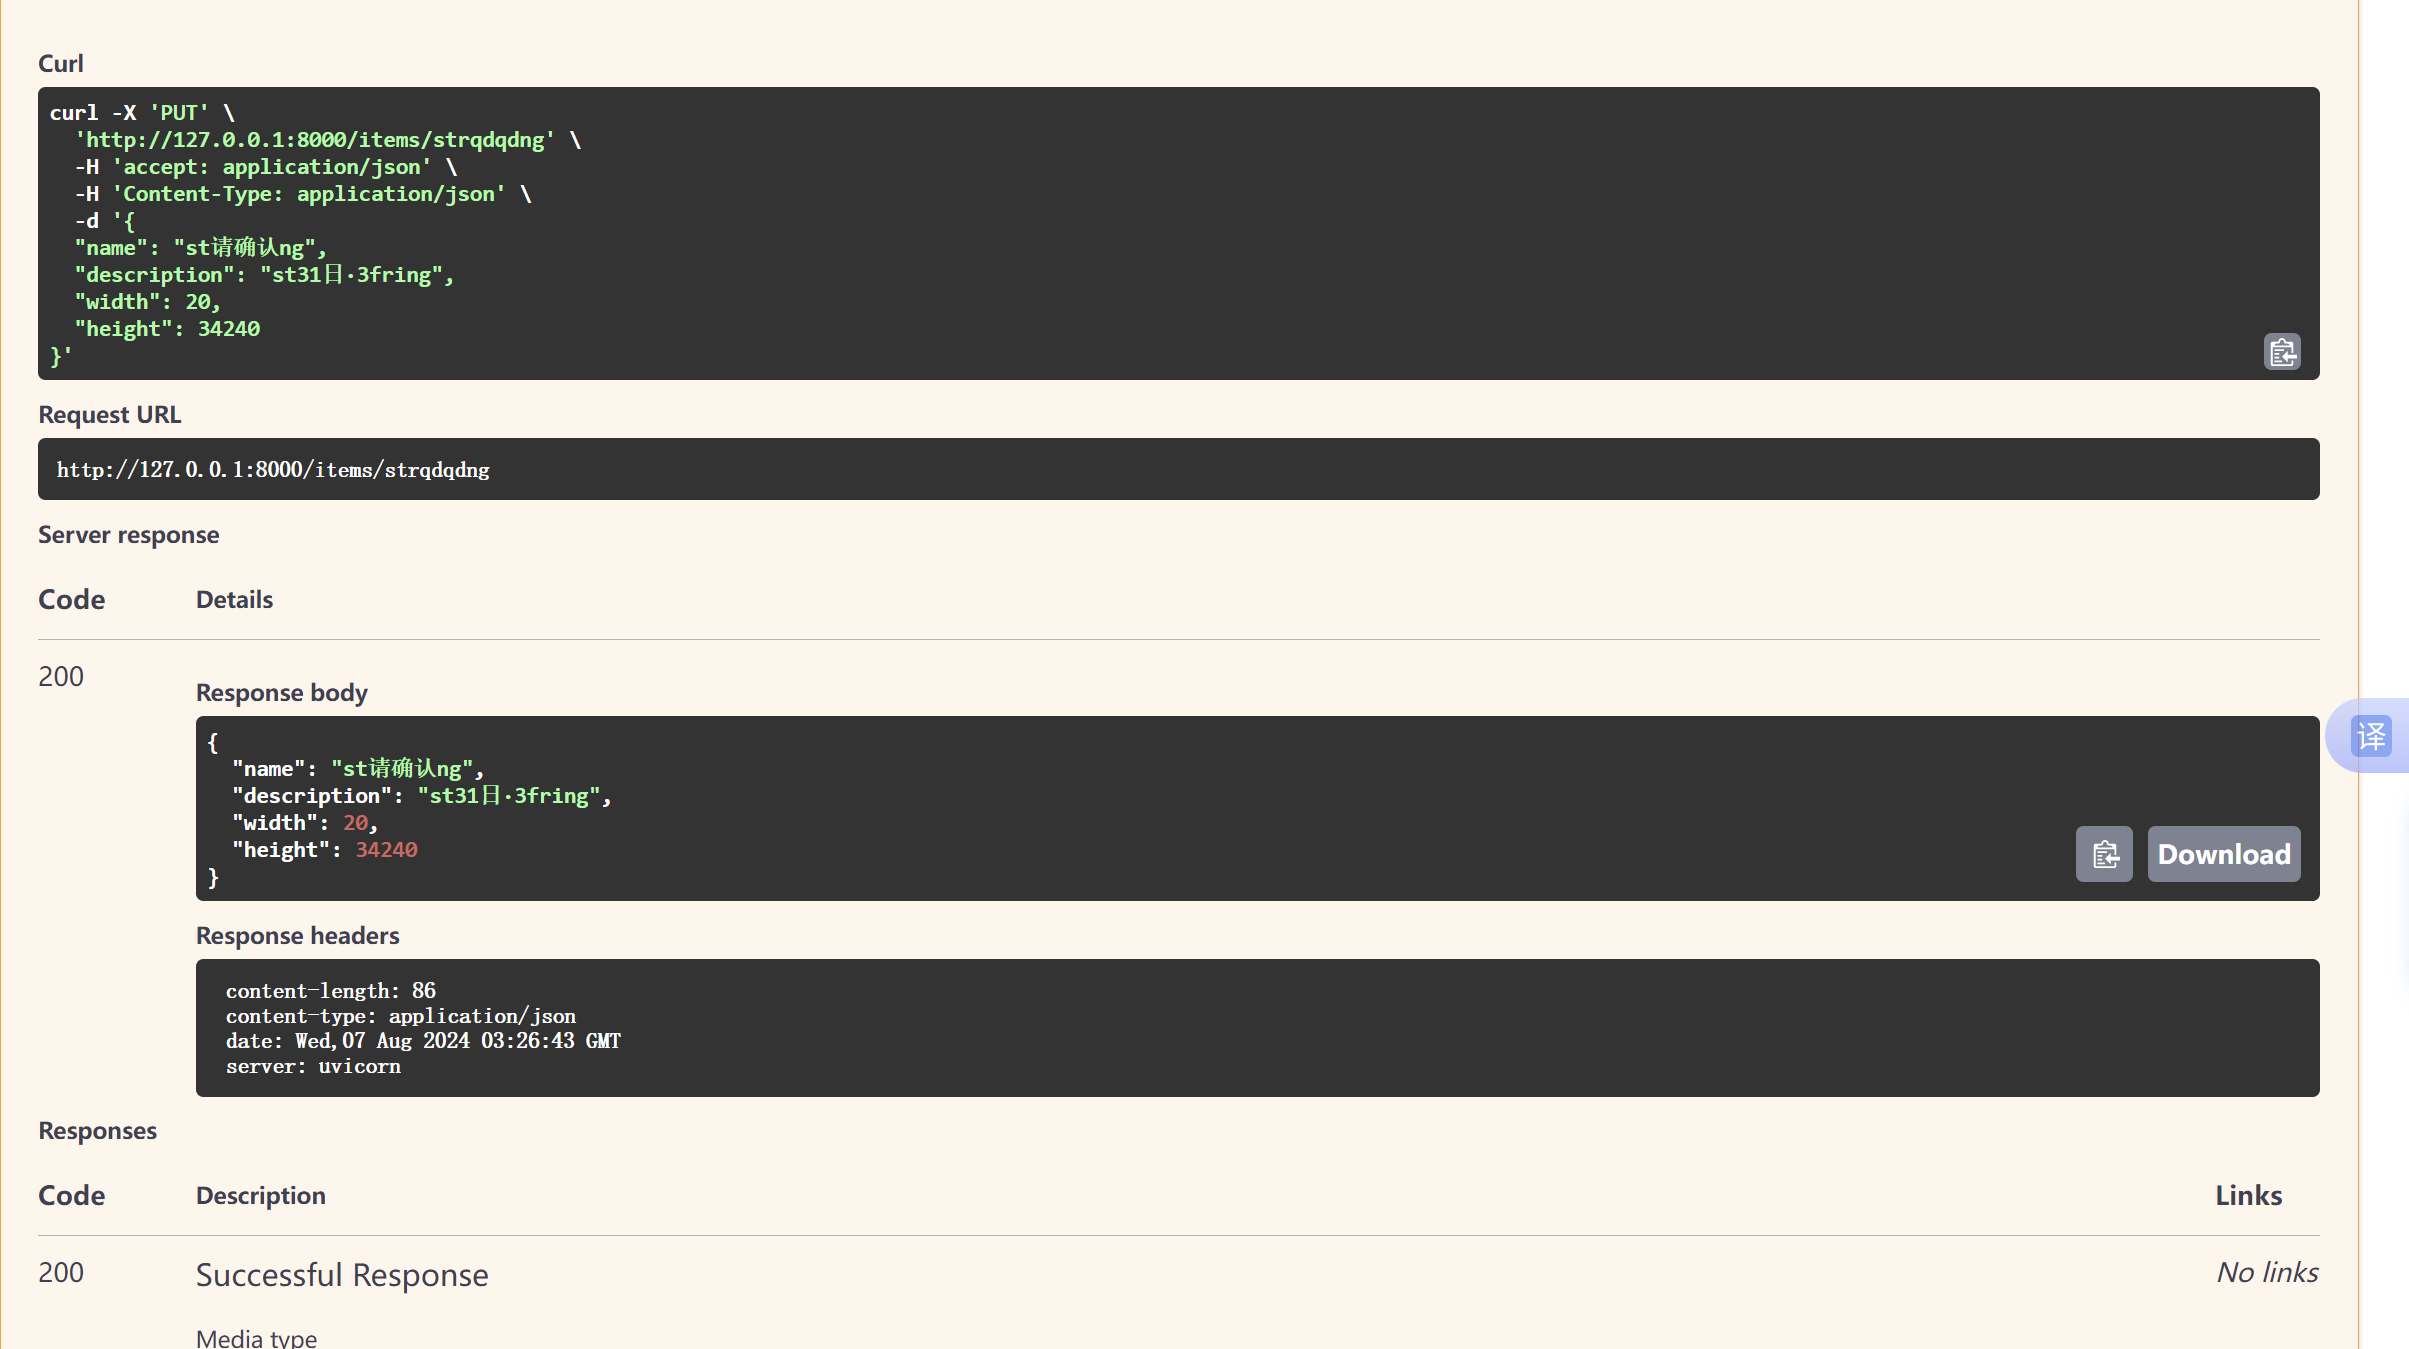 Curl
curl -X 'PUT' \
  'http://127.0.0.1:8000/items/strqdqdng' \
  -H 'accept: application/json' \
  -H 'Content-Type: application/json' \
  -d '{
  "name": "st请确认ng",
  "description": "st31日·3fring",
  "width": 20,
  "height": 34240
}'
Request URL
http://127.0.0.1:8000/items/strqdqdng
Server response
Code Details
200
Response body
{
  "name": "st请确认ng",
  "description": "st31日·3fring",
  "width": 20,
  "height": 34240
}
译
Download
Response headers
content-length: 86
content-type: application/json
date: Wed,07 Aug 2024 03:26:43 GMT
server: uvicorn
Responses
Code Description Links
200 Successful Response No links
Media type